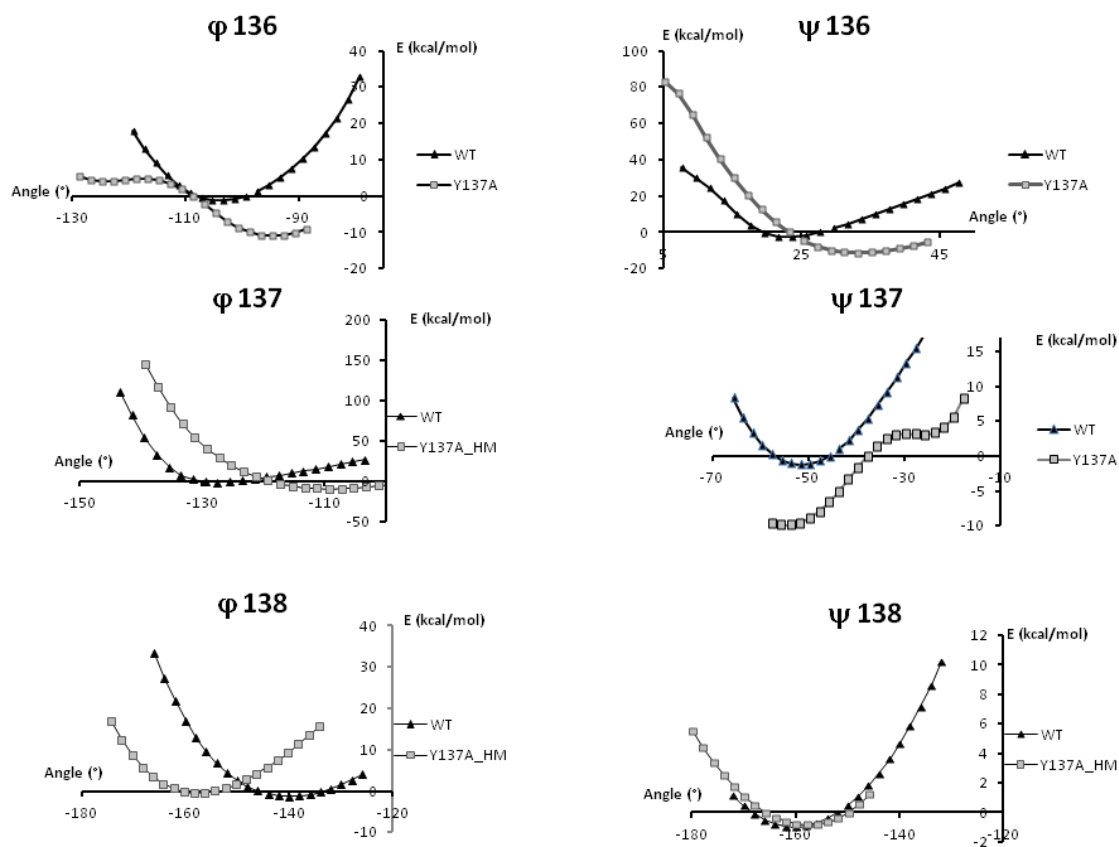 φ 136
E (kcal/mol)
40
30
20
10
0
-10
-20
Angle (°)
-130
-110
-90
WT
Y137A
ψ 136
E (kcal/mol)
100
80
60
40
20
0
-20
5
25
45
Angle (°)
WT
Y137A
φ 137
E (kcal/mol)
200
150
100
50
0
-50
Angle (°)
-150
-130
-110
WT
Y137A_HM
ψ 137
E (kcal/mol)
15
10
5
0
-5
-10
Angle (°)
-70
-50
-30
-10
WT
Y137A
φ 138
E (kcal/mol)
40
30
20
10
0
-10
Angle (°)
-180
-160
-140
-120
WT
Y137A_HM
ψ 138
E (kcal/mol)
12
10
8
6
4
2
0
-2
Angle (°)
-180
-160
-140
-120
WT
Y137A_HM